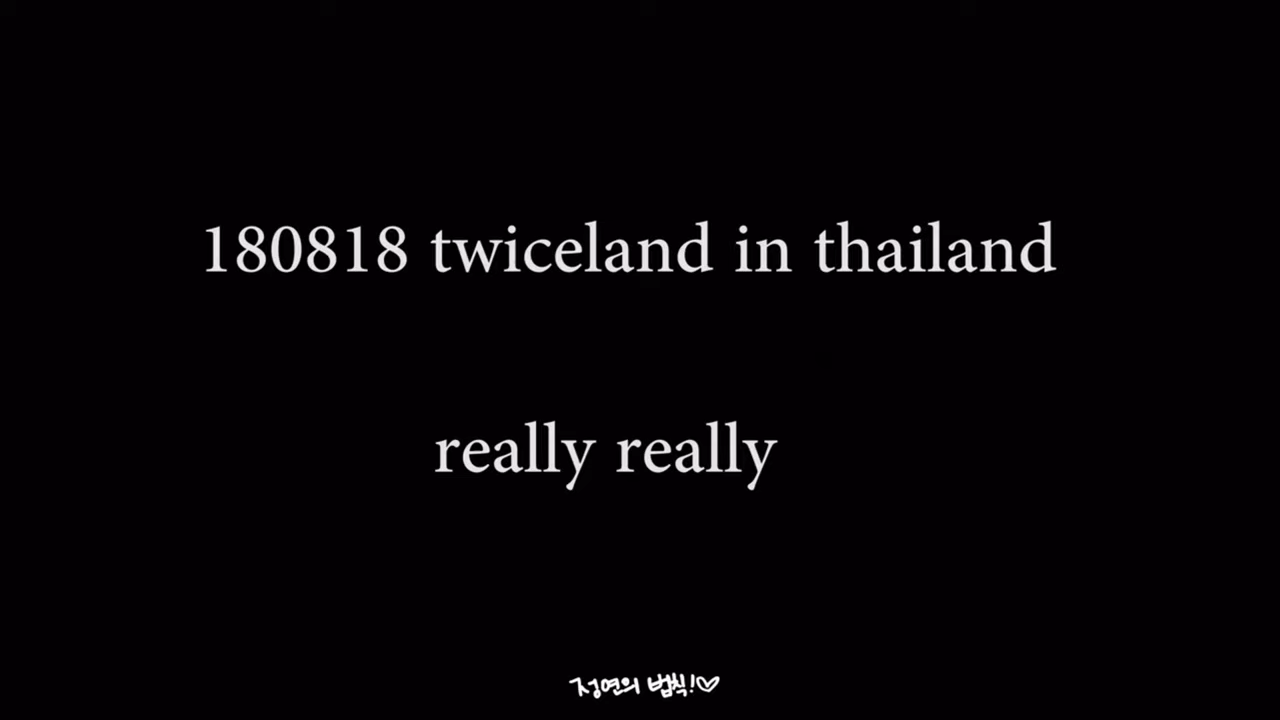 180818 twiceland in thailand
really really
정연의 법칙!♡